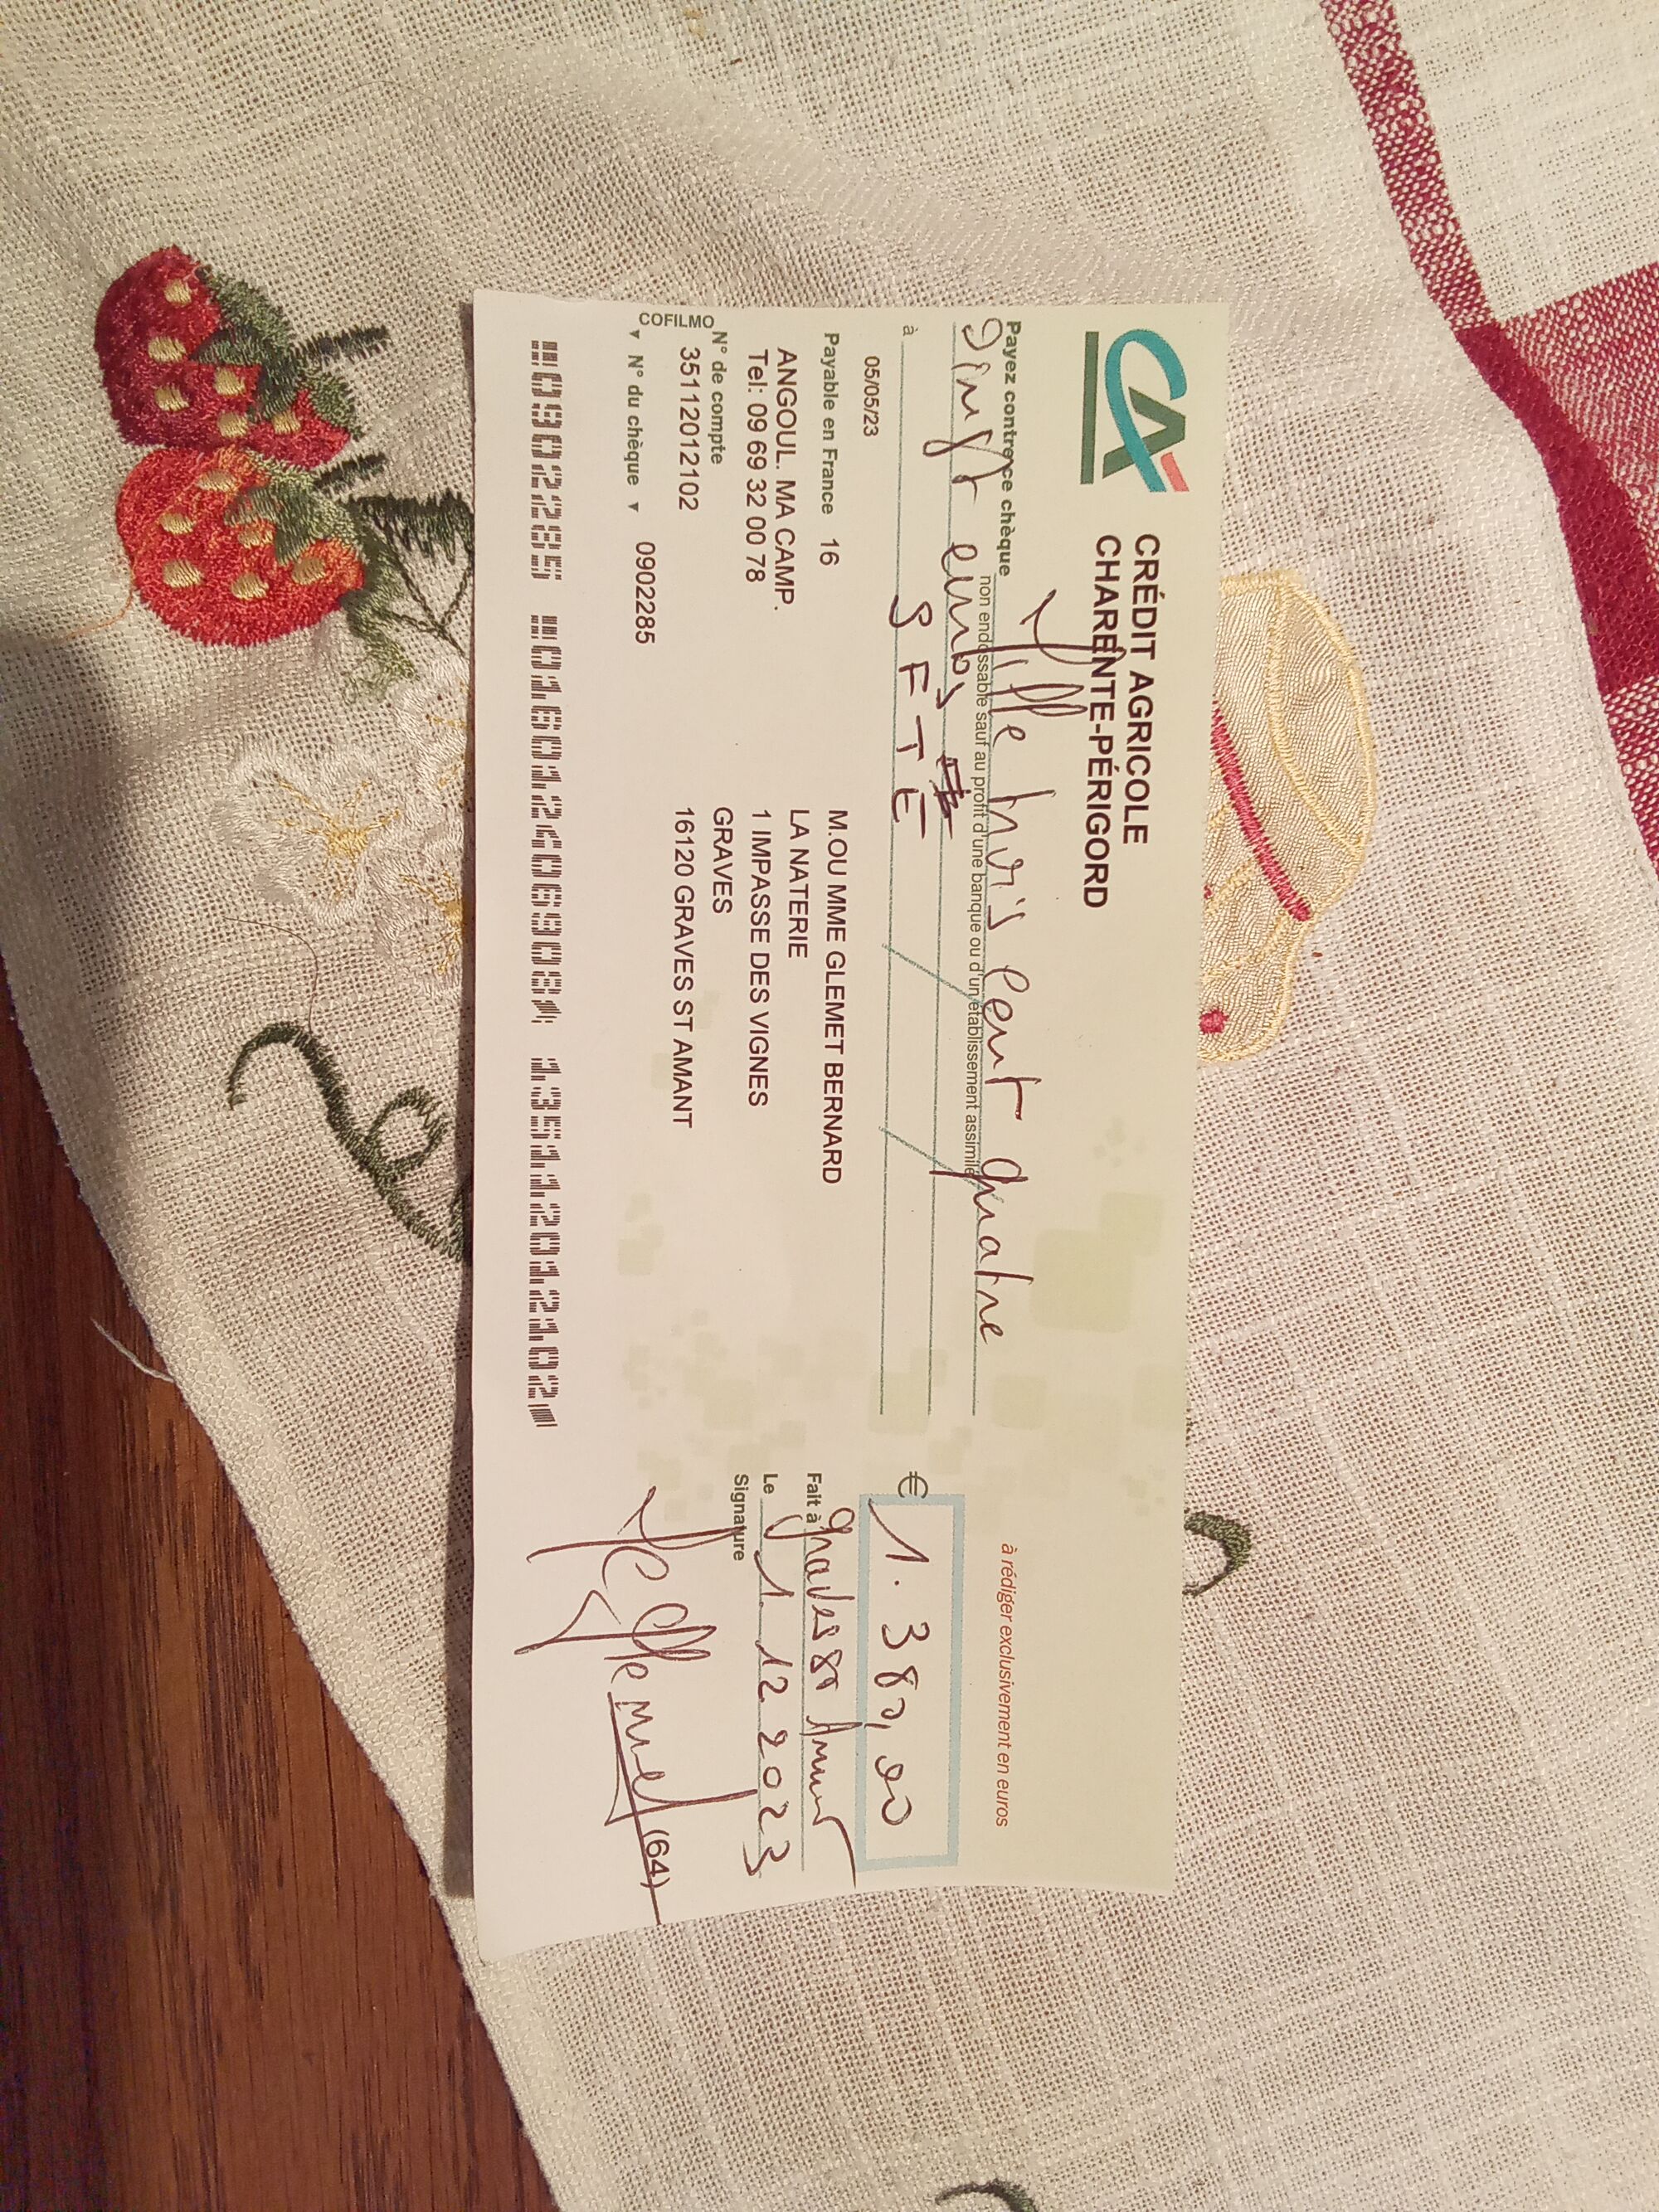 CRÉDIT AGRICOLE
CHARENTE-PÉRIGORD
à rédiger exclusivement en euros
Payez contre ce chèque Mille trois cent quatre
non endossable sauf au profit d'une banque ou d'un établissement assimilé
Vingt euros
€ 1.380,00
à SFTE
05/05/23
Payable en France 16
ANGOUL. MA CAMP.
Tel: 09 69 32 00 78
N° de compte
35112012102
COFILMO
N° du chèque 0902285
M.OU MME GLEMET BERNARD
LA NATERIE
1 IMPASSE DES VIGNES
GRAVES
16120 GRAVES ST AMANT
Fait à Graves St Amant
Le 1 12 2023
Signature
(64)